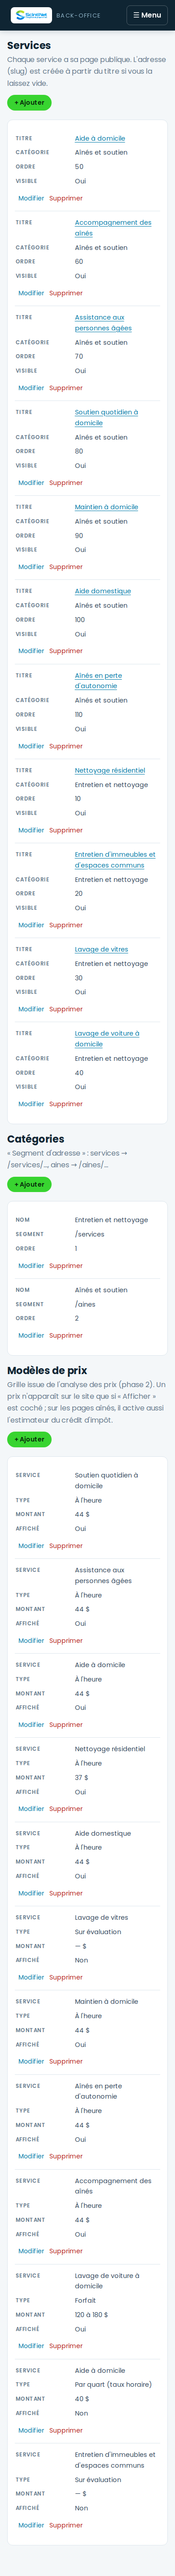 BACK-OFFICE
☰ Menu
Services
Chaque service a sa page publique. L'adresse
(slug) est créée à partir du titre si vous la
laissez vide.
+ Ajouter
TITRE Aide à domicile
CATÉGORIE Aînés et soutien
ORDRE 50
VISIBLE Oui
Modifier Supprimer
TITRE Accompagnement des
aînés
CATÉGORIE Aînés et soutien
ORDRE 60
VISIBLE Oui
Modifier Supprimer
TITRE Assistance aux
personnes âgées
CATÉGORIE Aînés et soutien
ORDRE 70
VISIBLE Oui
Modifier Supprimer
TITRE Soutien quotidien à
domicile
CATÉGORIE Aînés et soutien
ORDRE 80
VISIBLE Oui
Modifier Supprimer
TITRE Maintien à domicile
CATÉGORIE Aînés et soutien
ORDRE 90
VISIBLE Oui
Modifier Supprimer
TITRE Aide domestique
CATÉGORIE Aînés et soutien
ORDRE 100
VISIBLE Oui
Modifier Supprimer
TITRE Aînés en perte
d'autonomie
CATÉGORIE Aînés et soutien
ORDRE 110
VISIBLE Oui
Modifier Supprimer
TITRE Nettoyage résidentiel
CATÉGORIE Entretien et nettoyage
ORDRE 10
VISIBLE Oui
Modifier Supprimer
TITRE Entretien d'immeubles et
d'espaces communs
CATÉGORIE Entretien et nettoyage
ORDRE 20
VISIBLE Oui
Modifier Supprimer
TITRE Lavage de vitres
CATÉGORIE Entretien et nettoyage
ORDRE 30
VISIBLE Oui
Modifier Supprimer
TITRE Lavage de voiture à
domicile
CATÉGORIE Entretien et nettoyage
ORDRE 40
VISIBLE Oui
Modifier Supprimer
Catégories
« Segment d'adresse » : services →
/services/…, aines → /aines/…
+ Ajouter
NOM Entretien et nettoyage
SEGMENT /services
ORDRE 1
Modifier Supprimer
NOM Aînés et soutien
SEGMENT /aines
ORDRE 2
Modifier Supprimer
Modèles de prix
Grille issue de l'analyse des prix (phase 2). Un
prix n'apparaît sur le site que si « Afficher »
est coché ; sur les pages aînés, il active aussi
l'estimateur du crédit d'impôt.
+ Ajouter
SERVICE Soutien quotidien à
domicile
TYPE À l'heure
MONTANT 44 $
AFFICHÉ Oui
Modifier Supprimer
SERVICE Assistance aux
personnes âgées
TYPE À l'heure
MONTANT 44 $
AFFICHÉ Oui
Modifier Supprimer
SERVICE Aide à domicile
TYPE À l'heure
MONTANT 44 $
AFFICHÉ Oui
Modifier Supprimer
SERVICE Nettoyage résidentiel
TYPE À l'heure
MONTANT 37 $
AFFICHÉ Oui
Modifier Supprimer
SERVICE Aide domestique
TYPE À l'heure
MONTANT 44 $
AFFICHÉ Oui
Modifier Supprimer
SERVICE Lavage de vitres
TYPE Sur évaluation
MONTANT — $
AFFICHÉ Non
Modifier Supprimer
SERVICE Maintien à domicile
TYPE À l'heure
MONTANT 44 $
AFFICHÉ Oui
Modifier Supprimer
SERVICE Aînés en perte
d'autonomie
TYPE À l'heure
MONTANT 44 $
AFFICHÉ Oui
Modifier Supprimer
SERVICE Accompagnement des
aînés
TYPE À l'heure
MONTANT 44 $
AFFICHÉ Oui
Modifier Supprimer
SERVICE Lavage de voiture à
domicile
TYPE Forfait
MONTANT 120 à 180 $
AFFICHÉ Oui
Modifier Supprimer
SERVICE Aide à domicile
TYPE Par quart (taux horaire)
MONTANT 40 $
AFFICHÉ Non
Modifier Supprimer
SERVICE Entretien d'immeubles et
d'espaces communs
TYPE Sur évaluation
MONTANT — $
AFFICHÉ Non
Modifier Supprimer